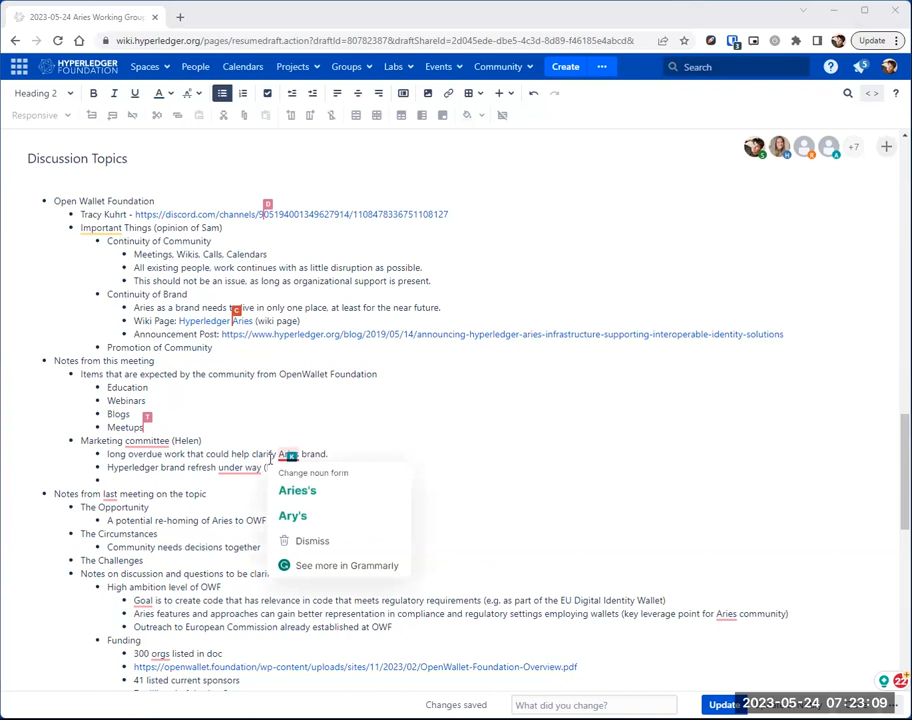 2023-05-24 Aries Working Grou
wiki.hyperledger.org/pages/resumedraft.action?draftId=80782387&draftShareId=2d045ede-dbe5-4c3d-8d89-f46185e4abcd&
Update
HYPERLEDGER FOUNDATION
Spaces
People
Calendars
Projects
Groups
Labs
Events
Community
Create
Search
Heading 2
B I U A
Responsive
Discussion Topics
S H R A +7
Open Wallet Foundation
D
Tracy Kuhrt - https://discord.com/channels/905194001349627914/1108478336751108127
Important Things (opinion of Sam)
Continuity of Community
Meetings, Wikis, Calls, Calendars
All existing people, work continues with as little disruption as possible.
This should not be an issue, as long as organizational support is present.
Continuity of Brand
Aries as a brand needs to live in only one place, at least for the near future.
C
Wiki Page: Hyperledger Aries (wiki page)
Announcement Post: https://www.hyperledger.org/blog/2019/05/14/announcing-hyperledger-aries-infrastructure-supporting-interoperable-identity-solutions
Promotion of Community
Notes from this meeting
Items that are expected by the community from OpenWallet Foundation
Education
Webinars
Blogs
T
Meetups
Marketing committee (Helen)
long overdue work that could help clarify Aries brand.
K
Hyperledger brand refresh under way (
Change noun form
Aries's
Ary's
Dismiss
See more in Grammarly
Notes from last meeting on the topic
The Opportunity
A potential re-homing of Aries to OWF
The Circumstances
Community needs decisions together
The Challenges
Notes on discussion and questions to be clari
High ambition level of OWF
Goal is to create code that has relevance in code that meets regulatory requirements (e.g. as part of the EU Digital Identity Wallet)
Aries features and approaches can gain better representation in compliance and regulatory settings employing wallets (key leverage point for Aries community)
Outreach to European Commission already established at OWF
Funding
300 orgs listed in doc
https://openwallet.foundation/wp-content/uploads/sites/11/2023/02/OpenWallet-Foundation-Overview.pdf
41 listed current sponsors
22
Changes saved
What did you change?
Update
2023-05-24 07:23:09